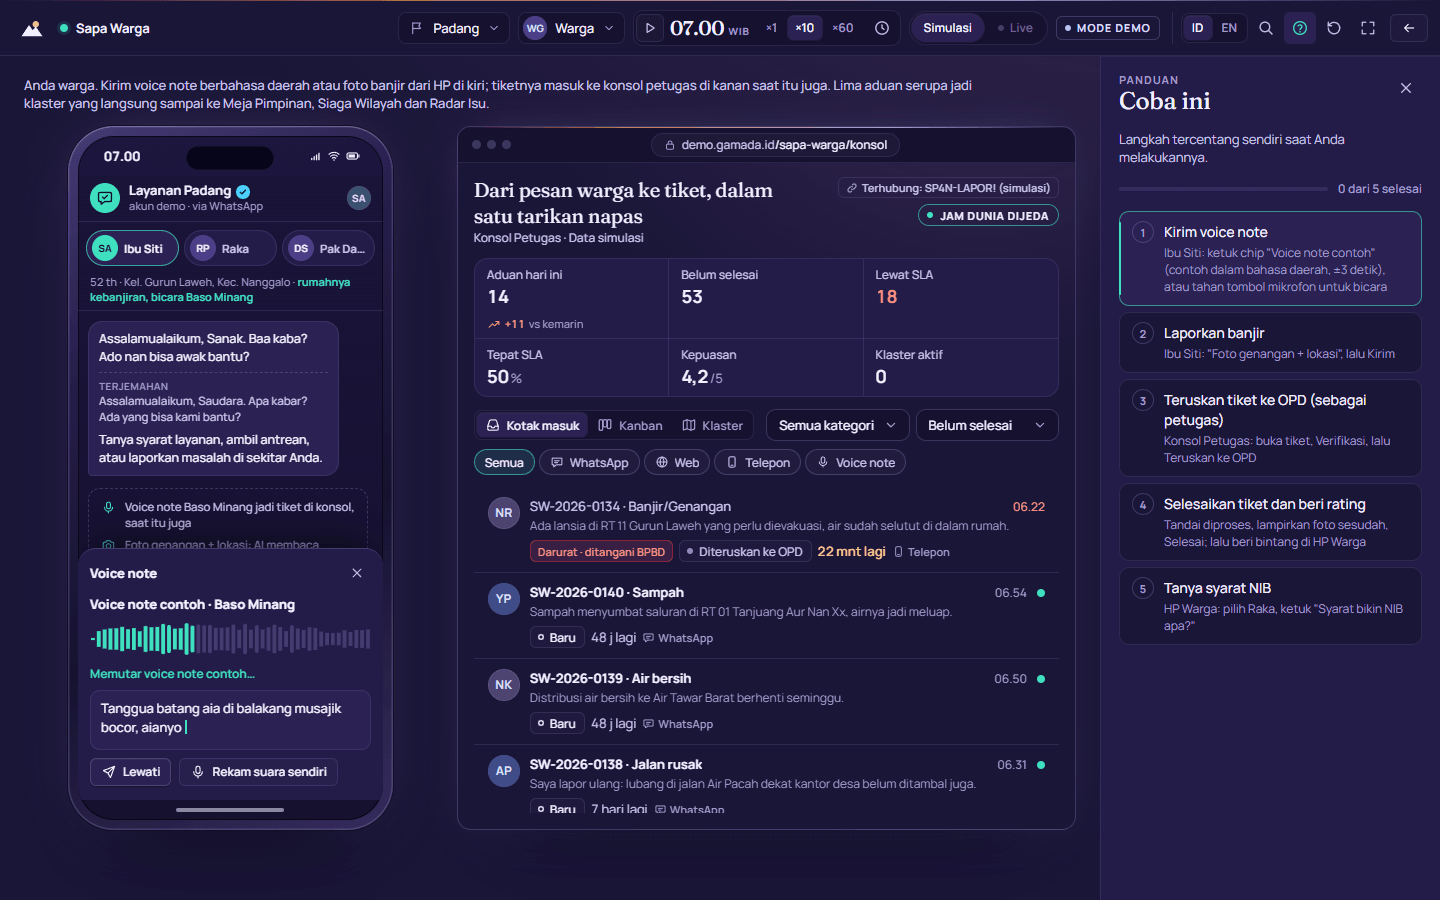 Sapa Warga
Padang
WG Warga
07.00 WIB
×1 ×10 ×60
Simulasi Live
MODE DEMO
ID EN
Anda warga. Kirim voice note berbahasa daerah atau foto banjir dari HP di kiri; tiketnya masuk ke konsol petugas di kanan saat itu juga. Lima aduan serupa jadi
klaster yang langsung sampai ke Meja Pimpinan, Siaga Wilayah dan Radar Isu.
07.00
Layanan Padang
akun demo · via WhatsApp
SA
SA Ibu Siti
RP Raka
DS Pak Da...
52 th · Kel. Gurun Laweh, Kec. Nanggalo · rumahnya
kebanjiran, bicara Baso Minang
Assalamualaikum, Sanak. Baa kaba?
Ado nan bisa awak bantu?
TERJEMAHAN
Assalamualaikum, Saudara. Apa kabar?
Ada yang bisa kami bantu?
Tanya syarat layanan, ambil antrean,
atau laporkan masalah di sekitar Anda.
Voice note Baso Minang jadi tiket di konsol,
saat itu juga
Foto genangan + lokasi: AI membaca
Voice note
Voice note contoh · Baso Minang
Memutar voice note contoh...
Tanggua batang aia di balakang musajik
bocor, aianyo
Lewati
Rekam suara sendiri
demo.gamada.id/sapa-warga/konsol
Dari pesan warga ke tiket, dalam
satu tarikan napas
Konsol Petugas · Data simulasi
Terhubung: SP4N-LAPOR! (simulasi)
JAM DUNIA DIJEDA
Aduan hari ini
14
+11 vs kemarin
Belum selesai
53
Lewat SLA
18
Tepat SLA
50%
Kepuasan
4,2/5
Klaster aktif
0
Kotak masuk
Kanban
Klaster
Semua kategori
Belum selesai
Semua
WhatsApp
Web
Telepon
Voice note
NR
SW-2026-0134 · Banjir/Genangan
06.22
Ada lansia di RT 11 Gurun Laweh yang perlu dievakuasi, air sudah selutut di dalam rumah.
Darurat · ditangani BPBD
Diteruskan ke OPD
22 mnt lagi
Telepon
YP
SW-2026-0140 · Sampah
06.54
Sampah menyumbat saluran di RT 01 Tanjuang Aur Nan Xx, airnya jadi meluap.
Baru
48 j lagi
WhatsApp
NK
SW-2026-0139 · Air bersih
06.50
Distribusi air bersih ke Air Tawar Barat berhenti seminggu.
Baru
48 j lagi
WhatsApp
AP
SW-2026-0138 · Jalan rusak
06.31
Saya lapor ulang: lubang di jalan Air Pacah dekat kantor desa belum ditambal juga.
Baru
7 hari lagi
WhatsApp
PANDUAN
Coba ini
Langkah tercentang sendiri saat Anda
melakukannya.
0 dari 5 selesai
1
Kirim voice note
Ibu Siti: ketuk chip "Voice note contoh"
(contoh dalam bahasa daerah, ±3 detik),
atau tahan tombol mikrofon untuk bicara
2
Laporkan banjir
Ibu Siti: "Foto genangan + lokasi", lalu Kirim
3
Teruskan tiket ke OPD (sebagai
petugas)
Konsol Petugas: buka tiket, Verifikasi, lalu
Teruskan ke OPD
4
Selesaikan tiket dan beri rating
Tandai diproses, lampirkan foto sesudah,
Selesai; lalu beri bintang di HP Warga
5
Tanya syarat NIB
HP Warga: pilih Raka, ketuk "Syarat bikin NIB
apa?"